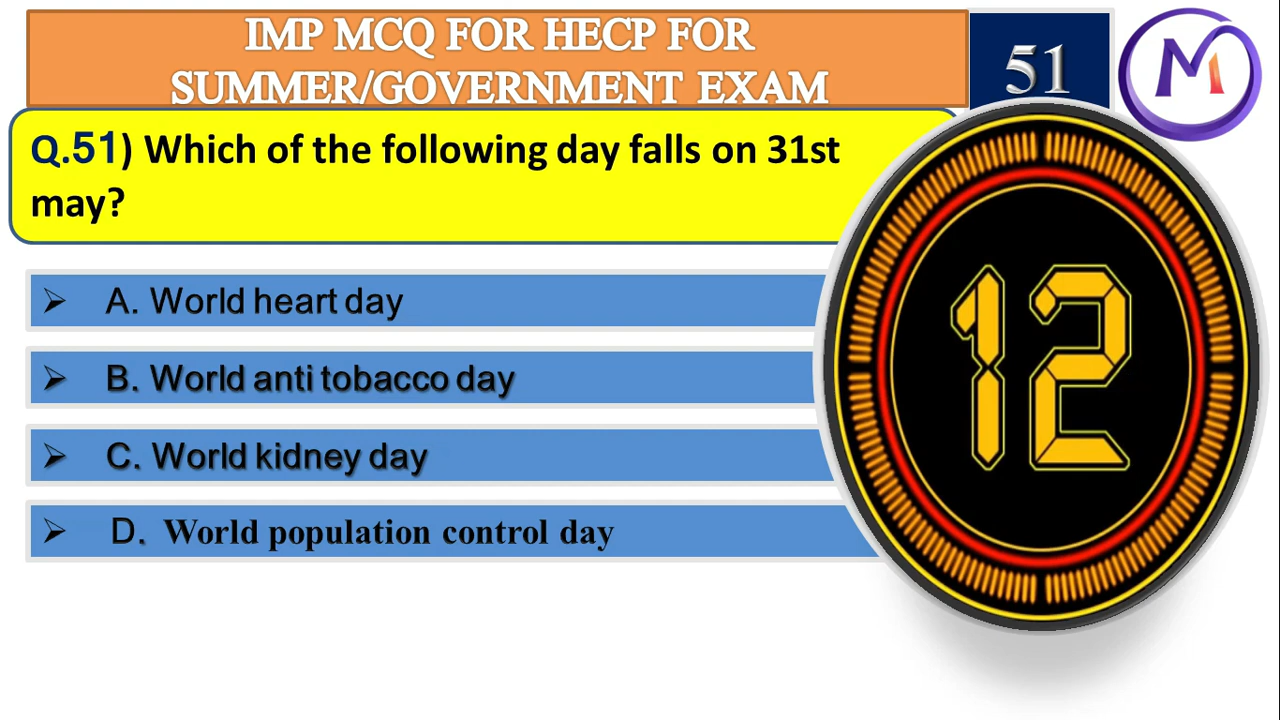 IMP MCQ FOR HECP FOR
SUMMER/GOVERNMENT EXAM
51
M
Q.51) Which of the following day falls on 31st
may?
➢ A. World heart day
➢ B. World anti tobacco day
➢ C. World kidney day
➢ D. World population control day
12